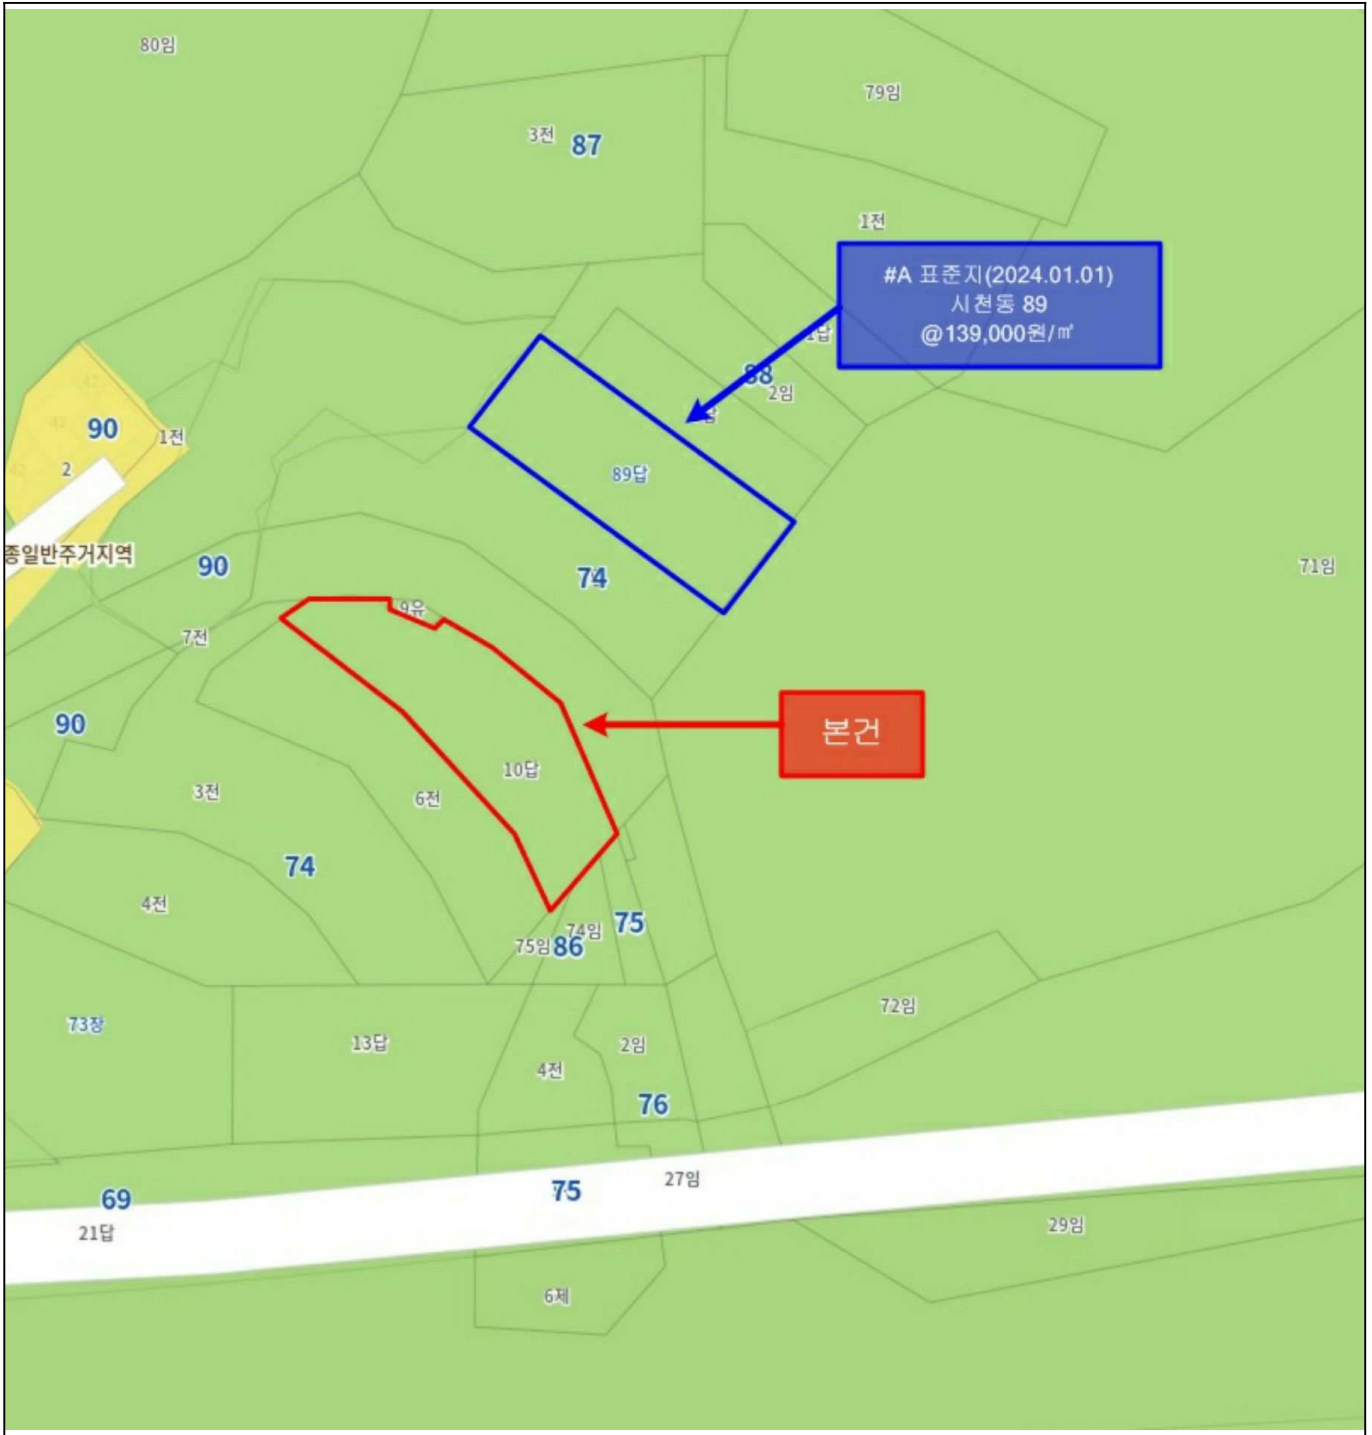 80임
79임
3전
87
1전
#A 표준지(2024.01.01)
시천동 89
@139,000원/㎡
1답
88
2임
90
1전
2
89답
종일반주거지역
90
74
71임
9유
7전
90
본건
10답
3전
6전
74
4전
75
74임
75임
86
73장
72임
13답
2임
4전
76
27임
75
69
21답
29임
6제